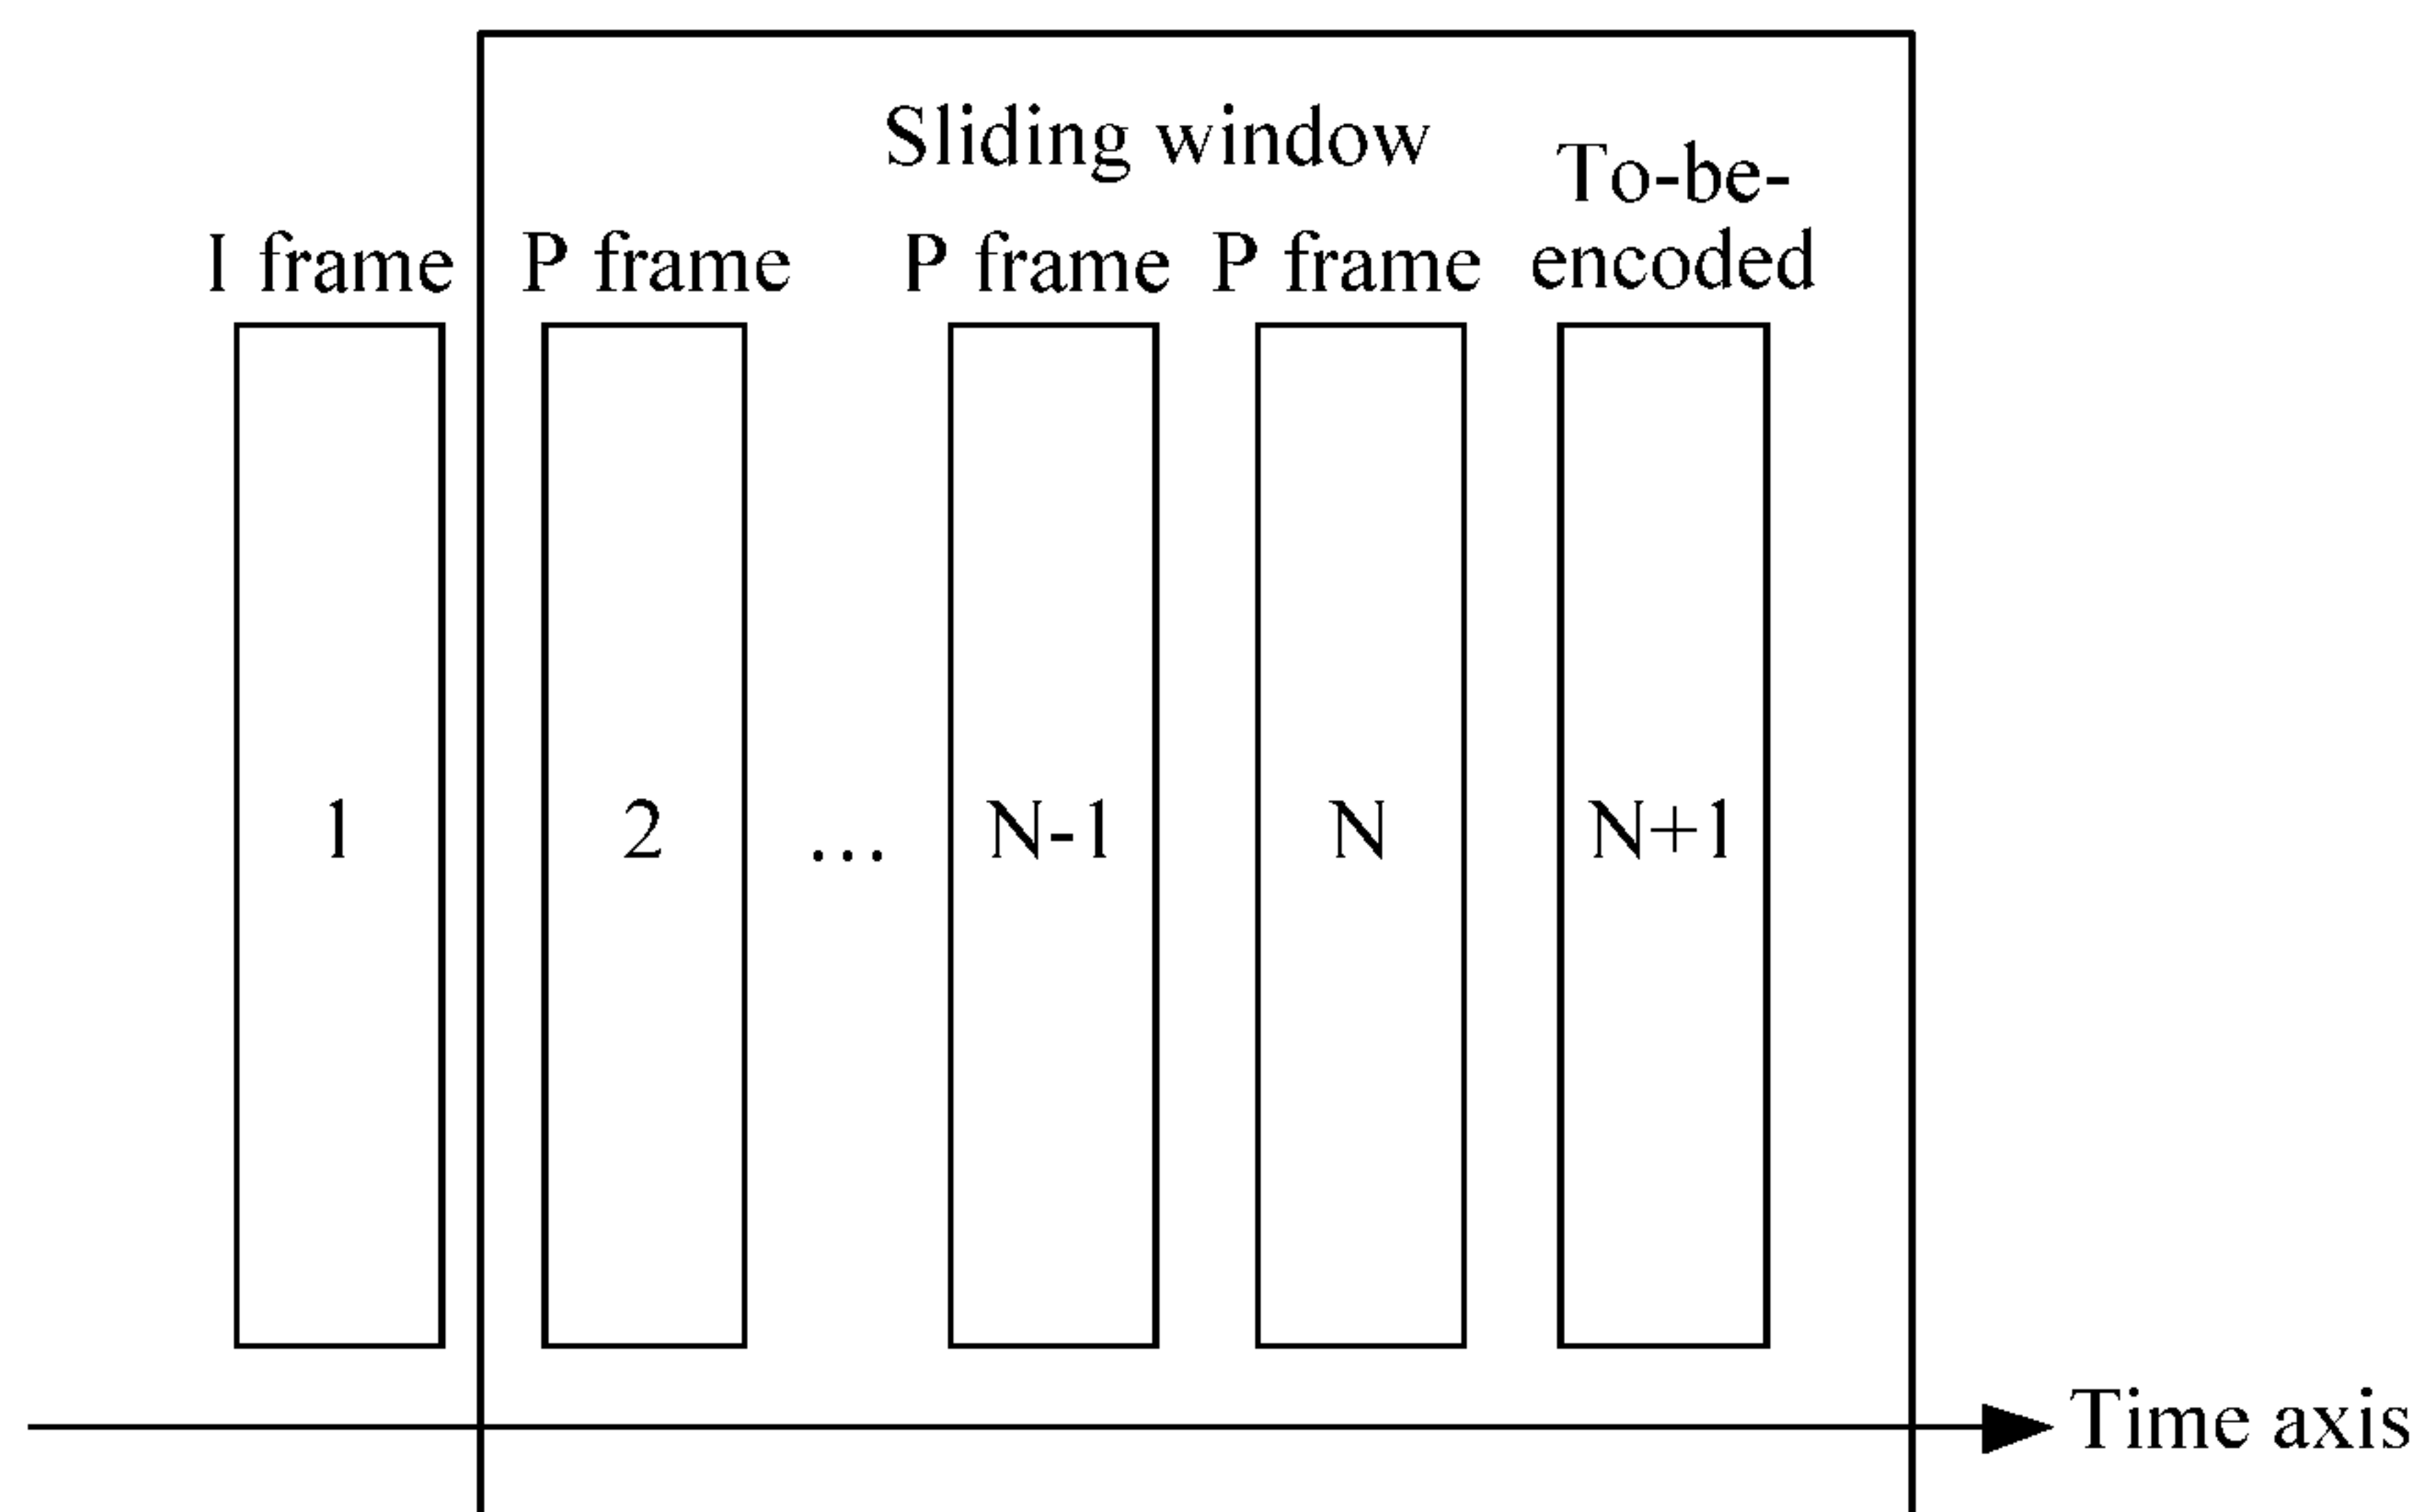 Sliding window
To-be-
I frame P frame P frame P frame encoded
1 2 ... N-1 N N+1
Time axis